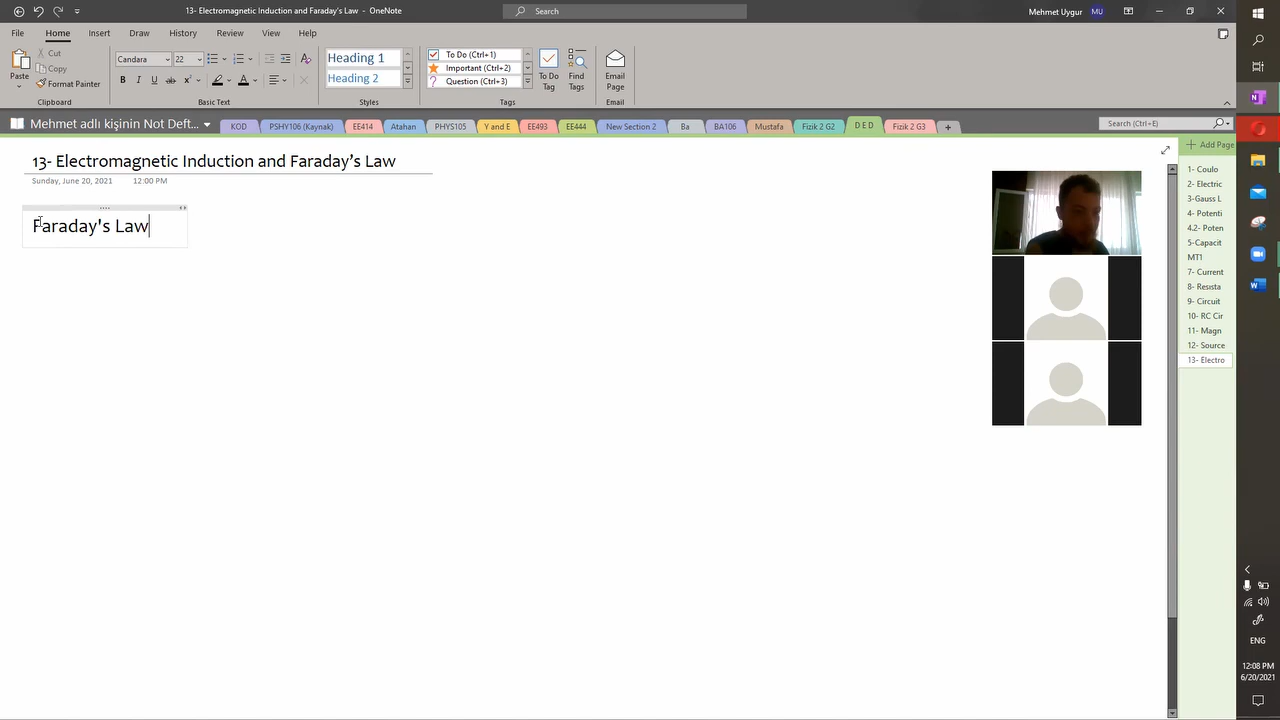 13- Electromagnetic Induction and Faraday's Law - OneNote
Search
Mehmet Uygur
MU
File Home Insert Draw History Review View Help
Paste
Cut
Copy
Format Painter
Clipboard
Candara 22
B I U ab x²
A
Basic Text
Heading 1
Heading 2
Styles
To Do (Ctrl+1)
Important (Ctrl+2)
? Question (Ctrl+3)
To Do Tag
Find Tags
Tags
Email Page
Email
Mehmet adlı kişinin Not Deft...
KOD PSHY106 (Kaynak) EE414 Atahan PHYS105 Y and E EE493 EE444 New Section 2 Ba BA106 Mustafa Fizik 2 G2 D E D Fizik 2 G3 +
Search (Ctrl+E)
13- Electromagnetic Induction and Faraday's Law
Sunday, June 20, 2021 12:00 PM
Faraday's Law
Add Page
1- Coulo
2- Electric
3-Gauss L
4- Potenti
4.2- Poten
5-Capacit
MT1
7- Current
8- Resısta
9- Circuit
10- RC Cir
11- Magn
12- Source
13- Electro
ENG
12:08 PM
6/20/2021